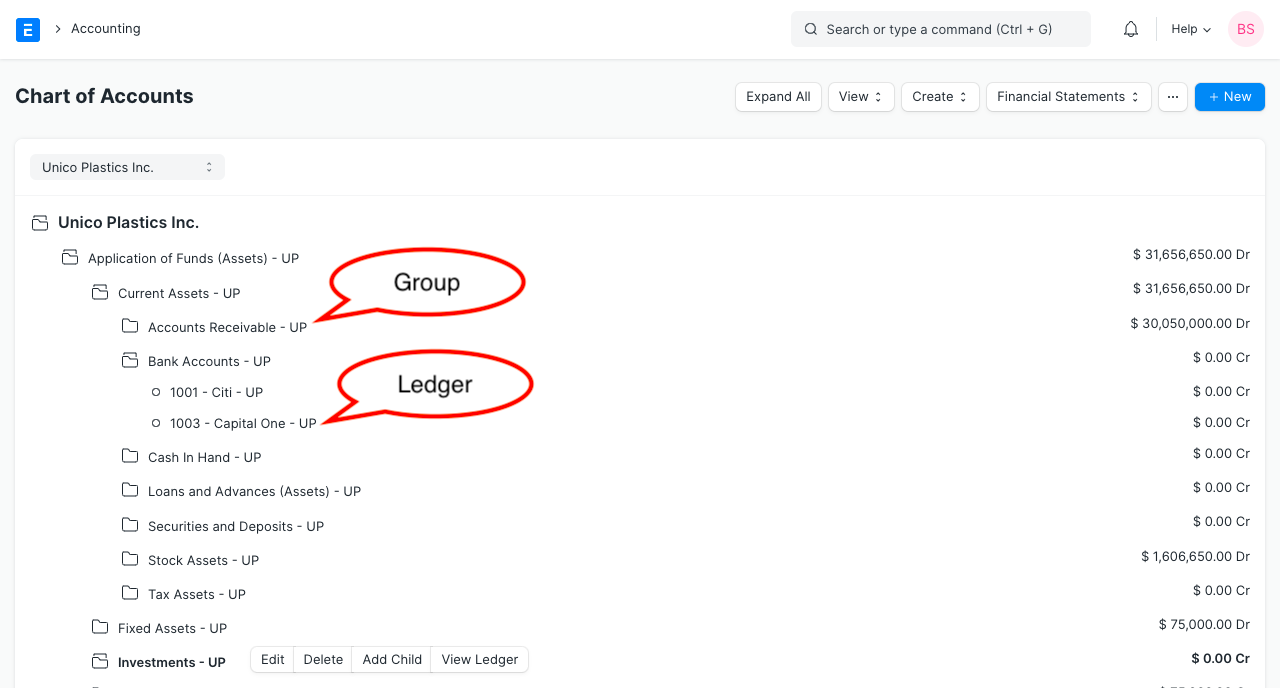 E > Accounting Search or type a command (Ctrl + G) Help BS
Chart of Accounts Expand All View Create Financial Statements ... + New
Unico Plastics Inc.
Unico Plastics Inc.
Application of Funds (Assets) - UP $ 31,656,650.00 Dr
Group
Current Assets - UP $ 31,656,650.00 Dr
Accounts Receivable - UP $ 30,050,000.00 Dr
Bank Accounts - UP $ 0.00 Cr
Ledger
1001 - Citi - UP $ 0.00 Cr
1003 - Capital One - UP $ 0.00 Cr
Cash In Hand - UP $ 0.00 Cr
Loans and Advances (Assets) - UP $ 0.00 Cr
Securities and Deposits - UP $ 0.00 Cr
Stock Assets - UP $ 1,606,650.00 Dr
Tax Assets - UP $ 0.00 Cr
Fixed Assets - UP $ 75,000.00 Dr
Investments - UP Edit Delete Add Child View Ledger $ 0.00 Cr